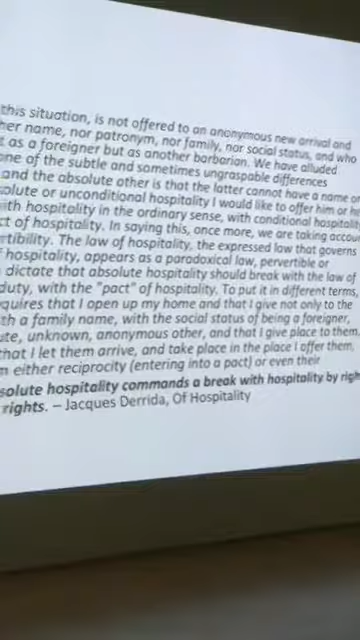 this situation, is not offered to an anonymous new arrival and
her name, nor patronym, nor family, nor social status, and who
as a foreigner but as another barbarian. We have alluded
one of the subtle and sometimes ungraspable differences
and the absolute other is that the latter cannot have a name or
solute or unconditional hospitality I would like to offer him or h
ith hospitality in the ordinary sense, with conditional hospitalit
ct of hospitality. In saying this, once more, we are taking accou
rtibility. The law of hospitality, the expressed law that governs
f hospitality, appears as a paradoxical law, pervertible or
dictate that absolute hospitality should break with the law of
duty, with the "pact" of hospitality. To put it in different terms,
quires that I open up my home and that I give not only to the
th a family name, with the social status of being a foreigner,
ute, unknown, anonymous other, and that I give place to them,
that I let them arrive, and take place in the place I offer them,
m either reciprocity (entering into a pact) or even their
solute hospitality commands a break with hospitality by righ
rights. – Jacques Derrida, Of Hospitality